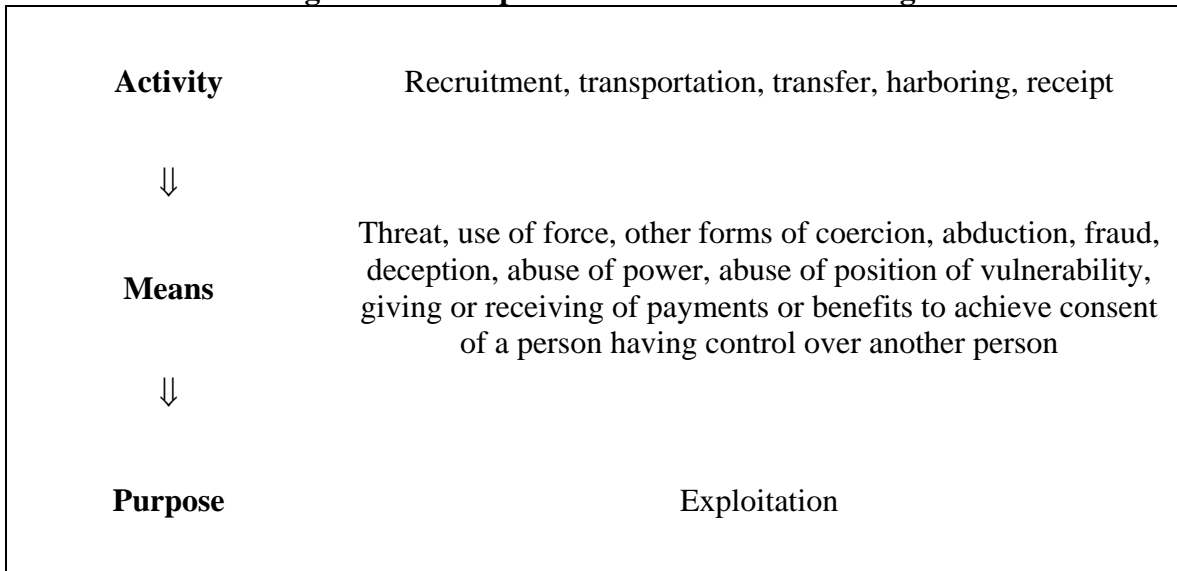 Activity Recruitment, transportation, transfer, harboring, receipt
⇓
Threat, use of force, other forms of coercion, abduction, fraud,
deception, abuse of power, abuse of position of vulnerability,
Means
giving or receiving of payments or benefits to achieve consent
of a person having control over another person
⇓
Purpose Exploitation